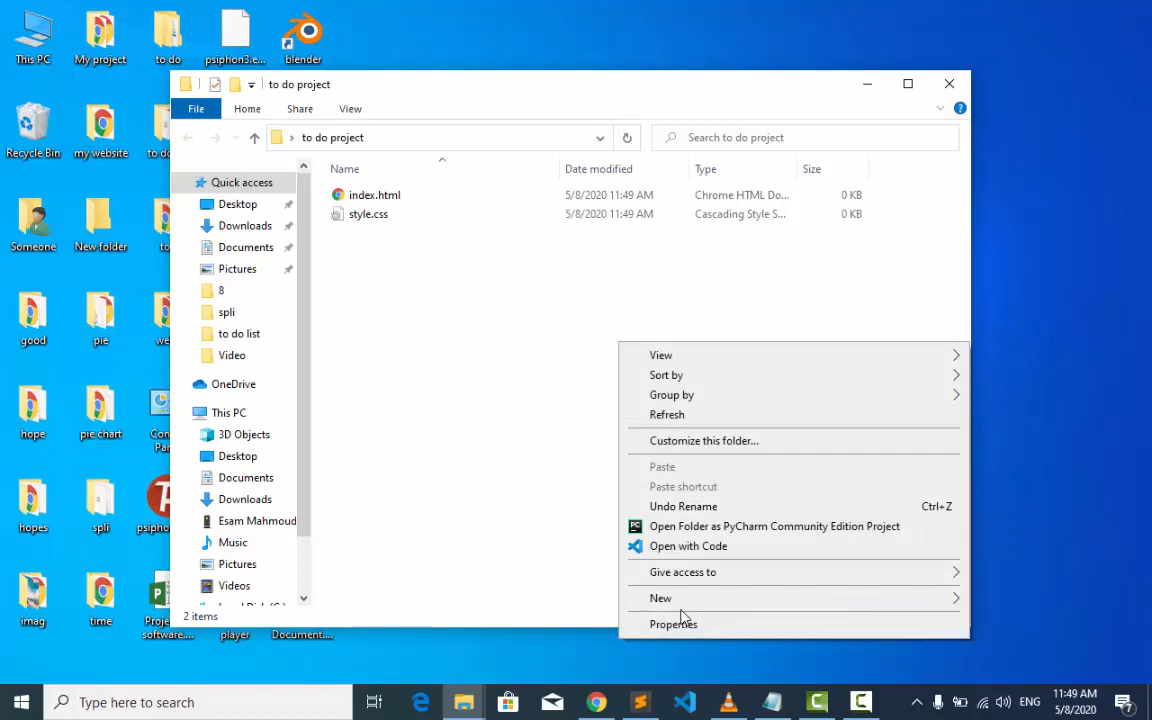 This PC
My project
to do
psiphon3.e...
blender
Recycle Bin
my website
Someone
New folder
good
pie
hope
pie chart
hopes
spli
imag
time
player
Document....
to do project
File
Home
Share
View
to do project
Search to do project
Name
Date modified
Type
Size
index.html
5/8/2020 11:49 AM
Chrome HTML Do...
0 KB
style.css
5/8/2020 11:49 AM
Cascading Style S...
0 KB
Quick access
Desktop
Downloads
Documents
Pictures
8
spli
to do list
Video
OneDrive
This PC
3D Objects
Desktop
Documents
Downloads
Esam Mahmoud
Music
Pictures
Videos
2 items
View
Sort by
Group by
Refresh
Customize this folder...
Paste
Paste shortcut
Undo Rename Ctrl+Z
Open Folder as PyCharm Community Edition Project
Open with Code
Give access to
New
Properties
Type here to search
ENG
11:49 AM
5/8/2020
7